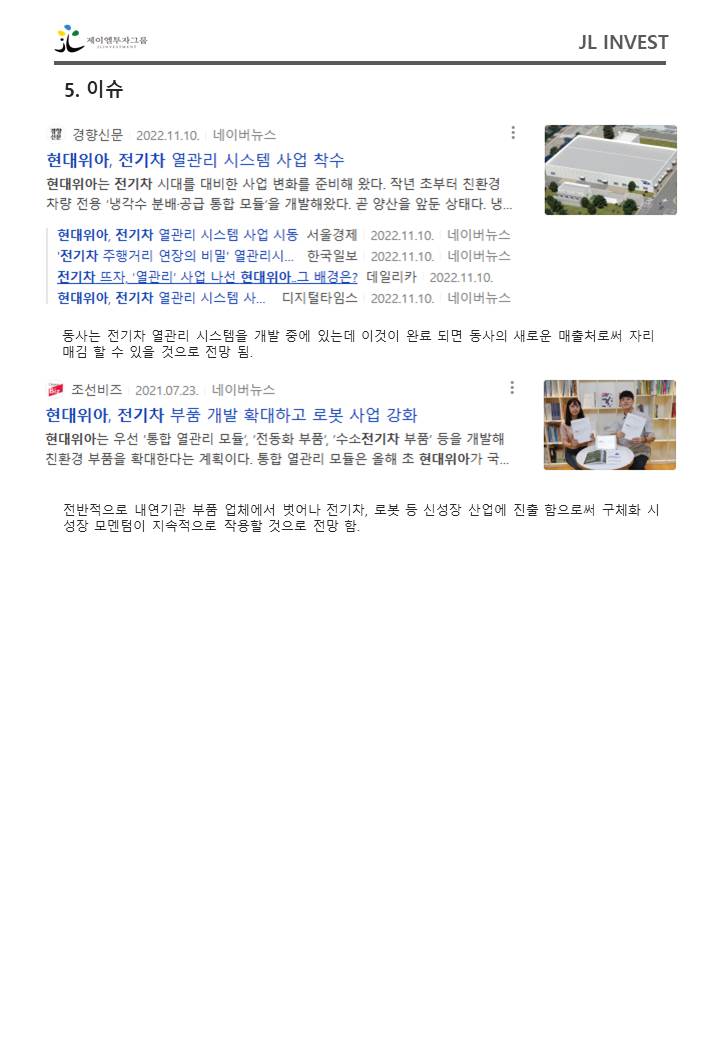 제이엘투자그룹
JL INVESTMENT
JL INVEST
5. 이슈
경향신문 2022.11.10. 네이버뉴스
현대위아, 전기차 열관리 시스템 사업 착수
현대위아는 전기차 시대를 대비한 사업 변화를 준비해 왔다. 작년 초부터 친환경
차량 전용 '냉각수 분배·공급 통합 모듈'을 개발해왔다. 곧 양산을 앞둔 상태다. 냉...
현대위아, 전기차 열관리 시스템 사업 시동 서울경제 2022.11.10. 네이버뉴스
'전기차 주행거리 연장의 비밀' 열관리시... 한국일보 2022.11.10. 네이버뉴스
전기차 뜨자, '열관리' 사업 나선 현대위아..그 배경은? 데일리카 2022.11.10.
현대위아, 전기차 열관리 시스템 사... 디지털타임스 2022.11.10. 네이버뉴스
동사는 전기차 열관리 시스템을 개발 중에 있는데 이것이 완료 되면 동사의 새로운 매출처로써 자리
매김 할 수 있을 것으로 전망 됨.
조선비즈 2021.07.23. 네이버뉴스
현대위아, 전기차 부품 개발 확대하고 로봇 사업 강화
현대위아는 우선 '통합 열관리 모듈', '전동화 부품', '수소전기차 부품' 등을 개발해
친환경 부품을 확대한다는 계획이다. 통합 열관리 모듈은 올해 초 현대위아가 국...
전반적으로 내연기관 부품 업체에서 벗어나 전기차, 로봇 등 신성장 산업에 진출 함으로써 구체화 시
성장 모멘텀이 지속적으로 작용할 것으로 전망 함.